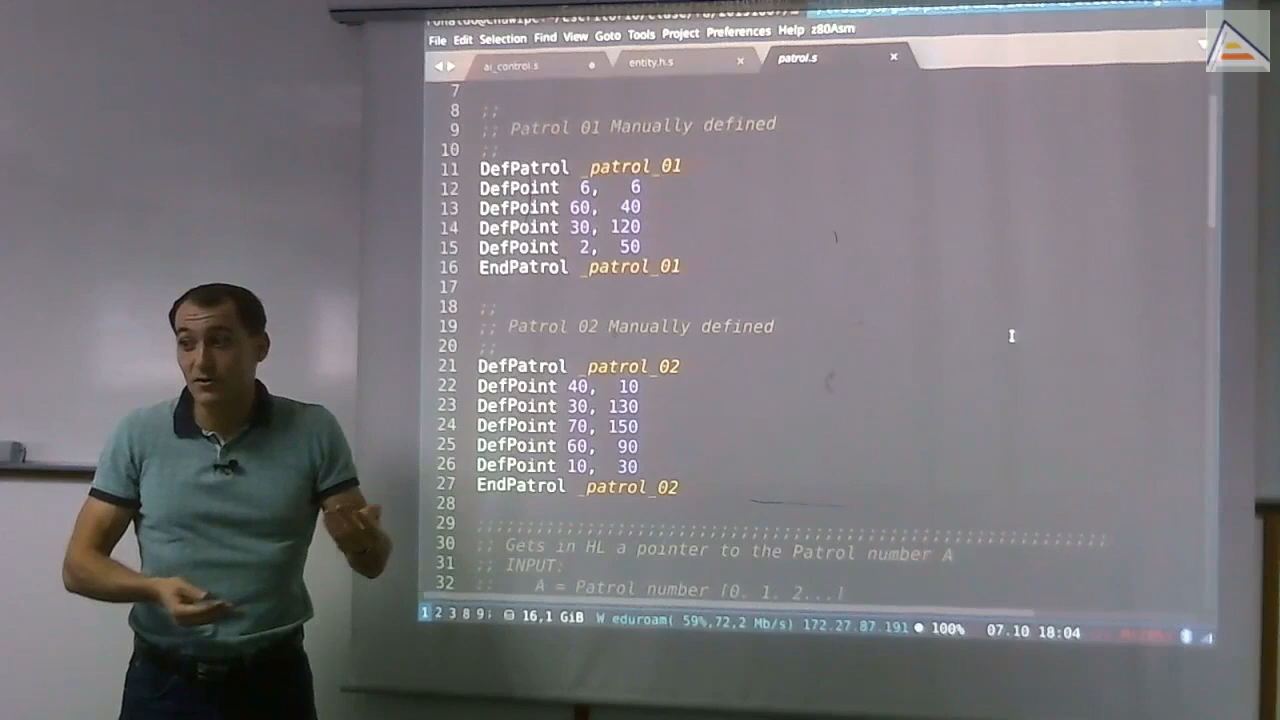 File Edit Selection Find View Goto Tools Project Preferences Help z80Asm
ai_control.s entity.h.s patrol.s
7
8 ;;
9 ;; Patrol 01 Manually defined
10 ;;
11 DefPatrol _patrol_01
12 DefPoint 6, 6
13 DefPoint 60, 40
14 DefPoint 30, 120
15 DefPoint 2, 50
16 EndPatrol _patrol_01
17
18 ;;
19 ;; Patrol 02 Manually defined
20 ;;
21 DefPatrol _patrol_02
22 DefPoint 40, 10
23 DefPoint 30, 130
24 DefPoint 70, 150
25 DefPoint 60, 90
26 DefPoint 10, 30
27 EndPatrol _patrol_02
28
29 ;;;;;;;;;;;;;;;;;;;;;;;;;;;;;;;;;;;;;;;;;;;;;;;;;;;;;;;;;;;;;;;;
30 ;; Gets in HL a pointer to the Patrol number A
31 ;; INPUT:
32 ;; A = Patrol number [0, 1, 2...]
1 2 3 8 9 16,1 GiB W eduroam( 59%,72,2 Mb/s) 172.27.87.191 100% 07.10 18:04